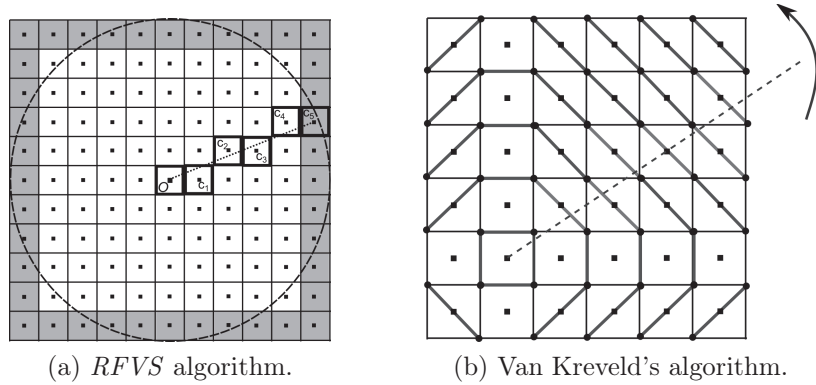 c₄ c₅
c₂ c₃
O c₁
(a) RFVS algorithm.
(b) Van Kreveld's algorithm.